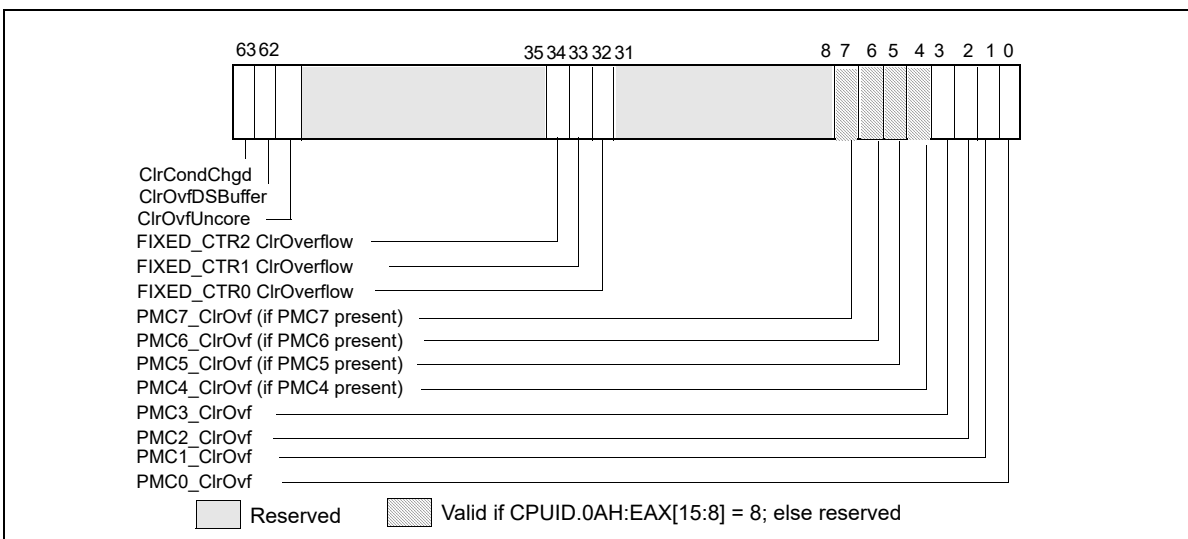 63 62 35 34 33 32 31 8 7 6 5 4 3 2 1 0
ClrCondChgd
ClrOvfDSBuffer
ClrOvfUncore
FIXED_CTR2 ClrOverflow
FIXED_CTR1 ClrOverflow
FIXED_CTR0 ClrOverflow
PMC7_ClrOvf (if PMC7 present)
PMC6_ClrOvf (if PMC6 present)
PMC5_ClrOvf (if PMC5 present)
PMC4_ClrOvf (if PMC4 present)
PMC3_ClrOvf
PMC2_ClrOvf
PMC1_ClrOvf
PMC0_ClrOvf
Reserved Valid if CPUID.0AH:EAX[15:8] = 8; else reserved